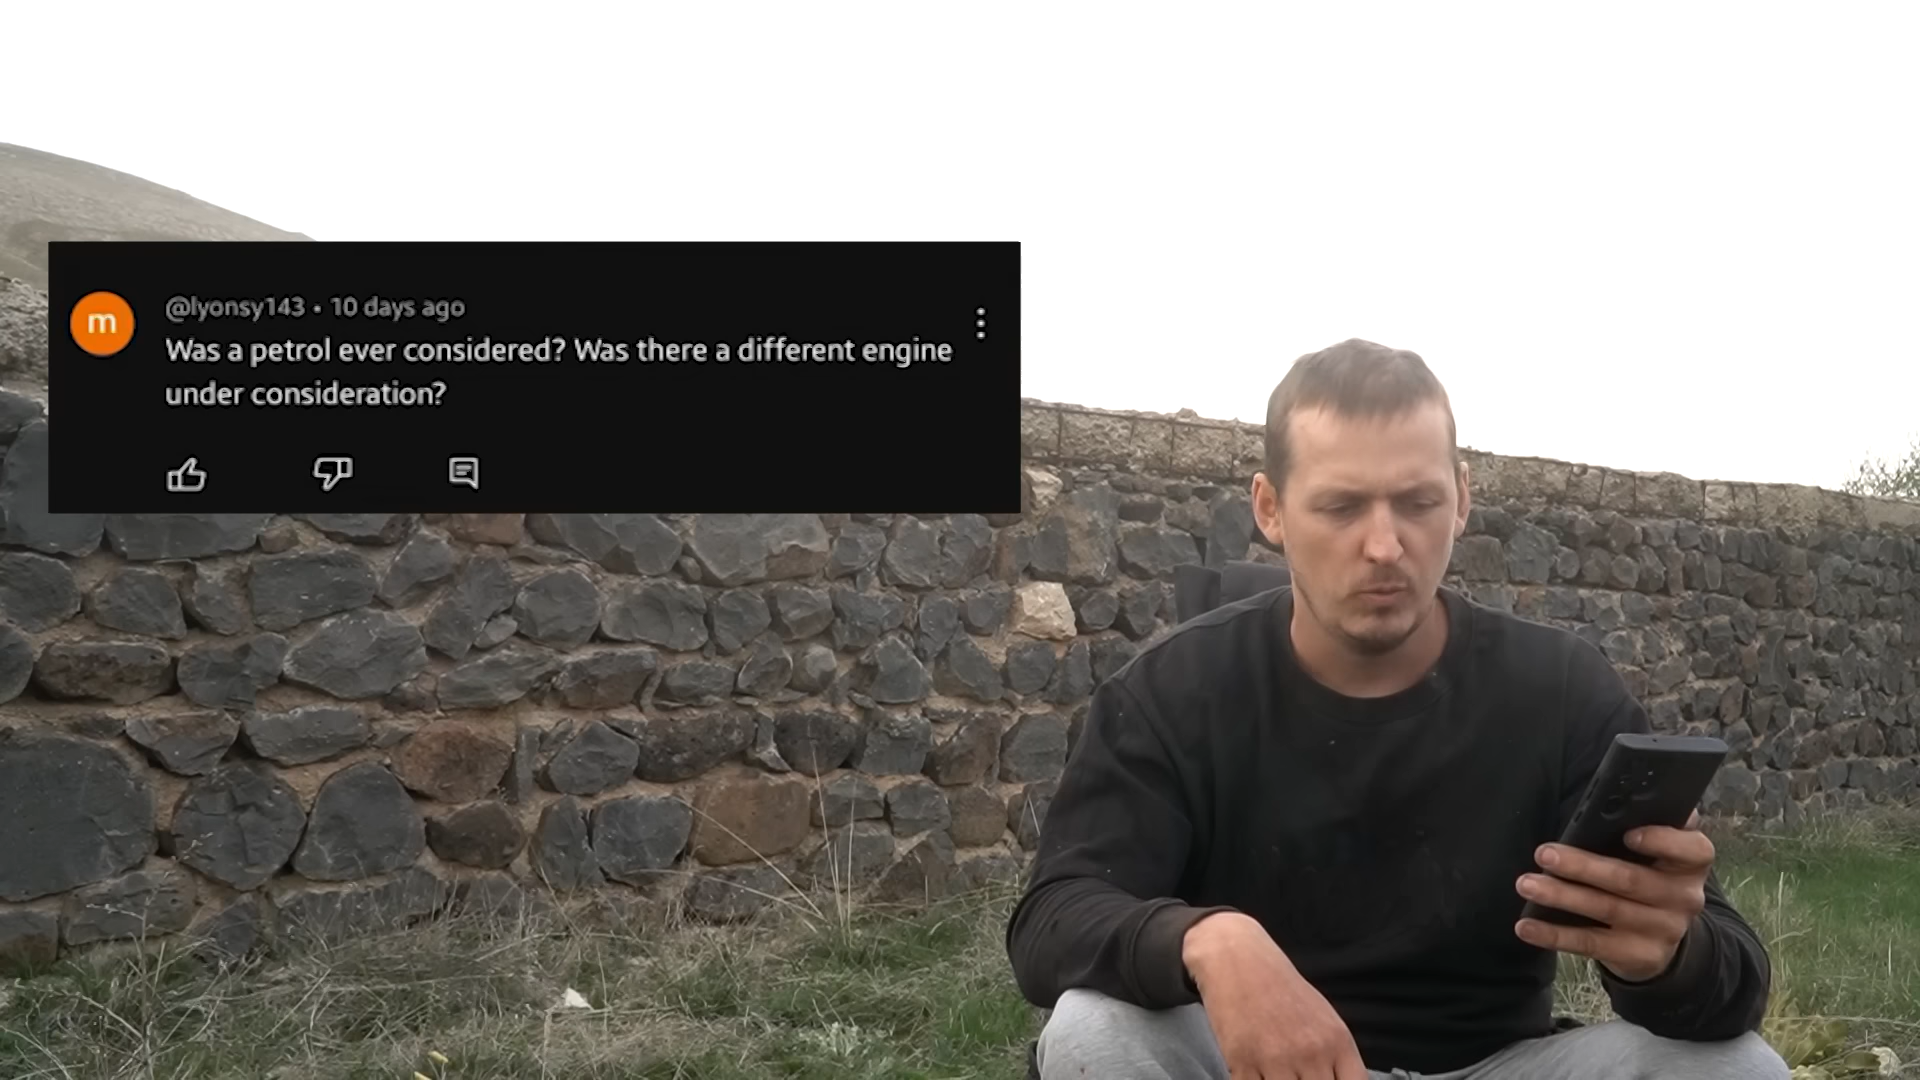 m
@lyonsy143 • 10 days ago
Was a petrol ever considered? Was there a different engine
under consideration?